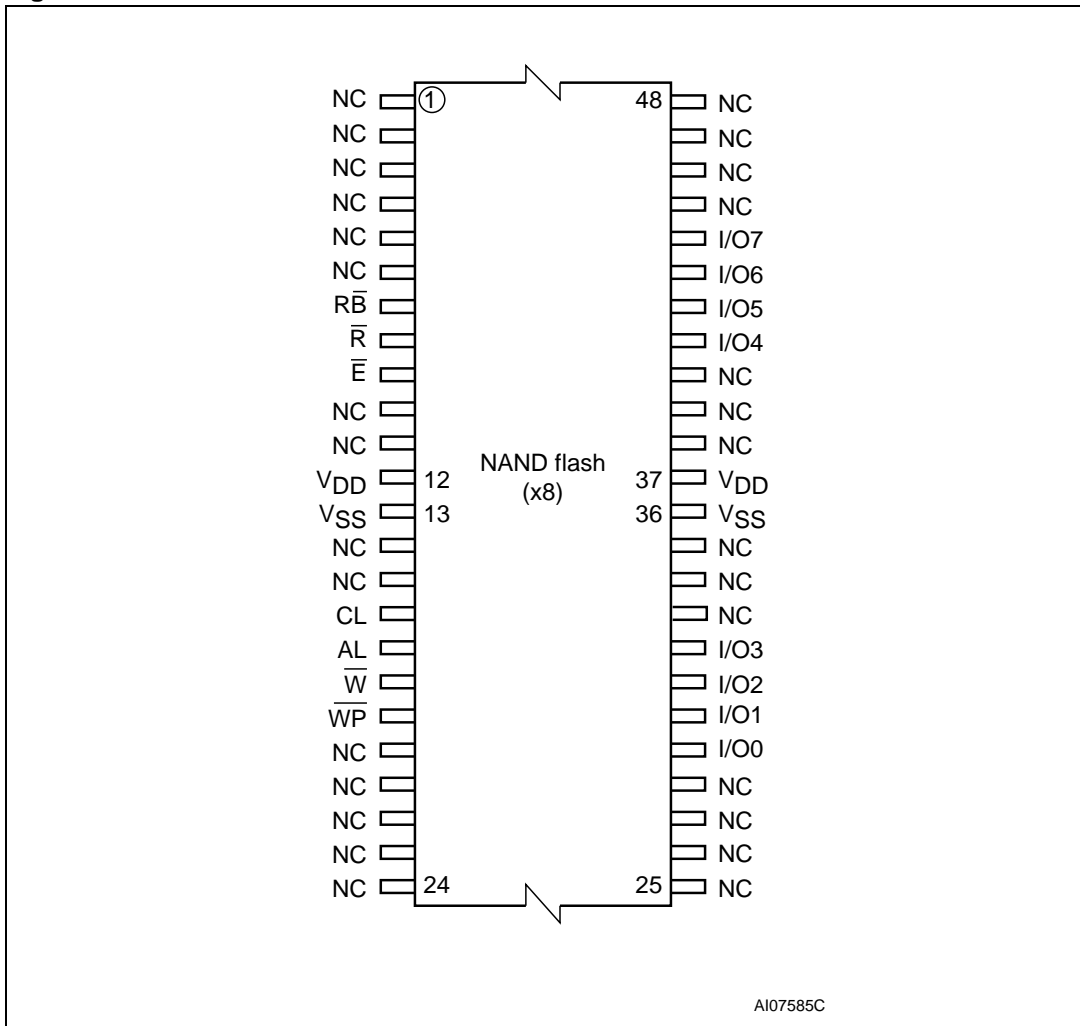 NC 1 48 NC
NC NC
NC NC
NC NC
NC I/O7
NC I/O6
RB̅ I/O5
R̅ I/O4
E̅ NC
NC NC
NC NC
NAND flash
(x8)
VDD 12 37 VDD
VSS 13 36 VSS
NC NC
NC NC
CL NC
AL I/O3
W̅ I/O2
W̅P̅ I/O1
NC I/O0
NC NC
NC NC
NC NC
NC 24 25 NC
AI07585C